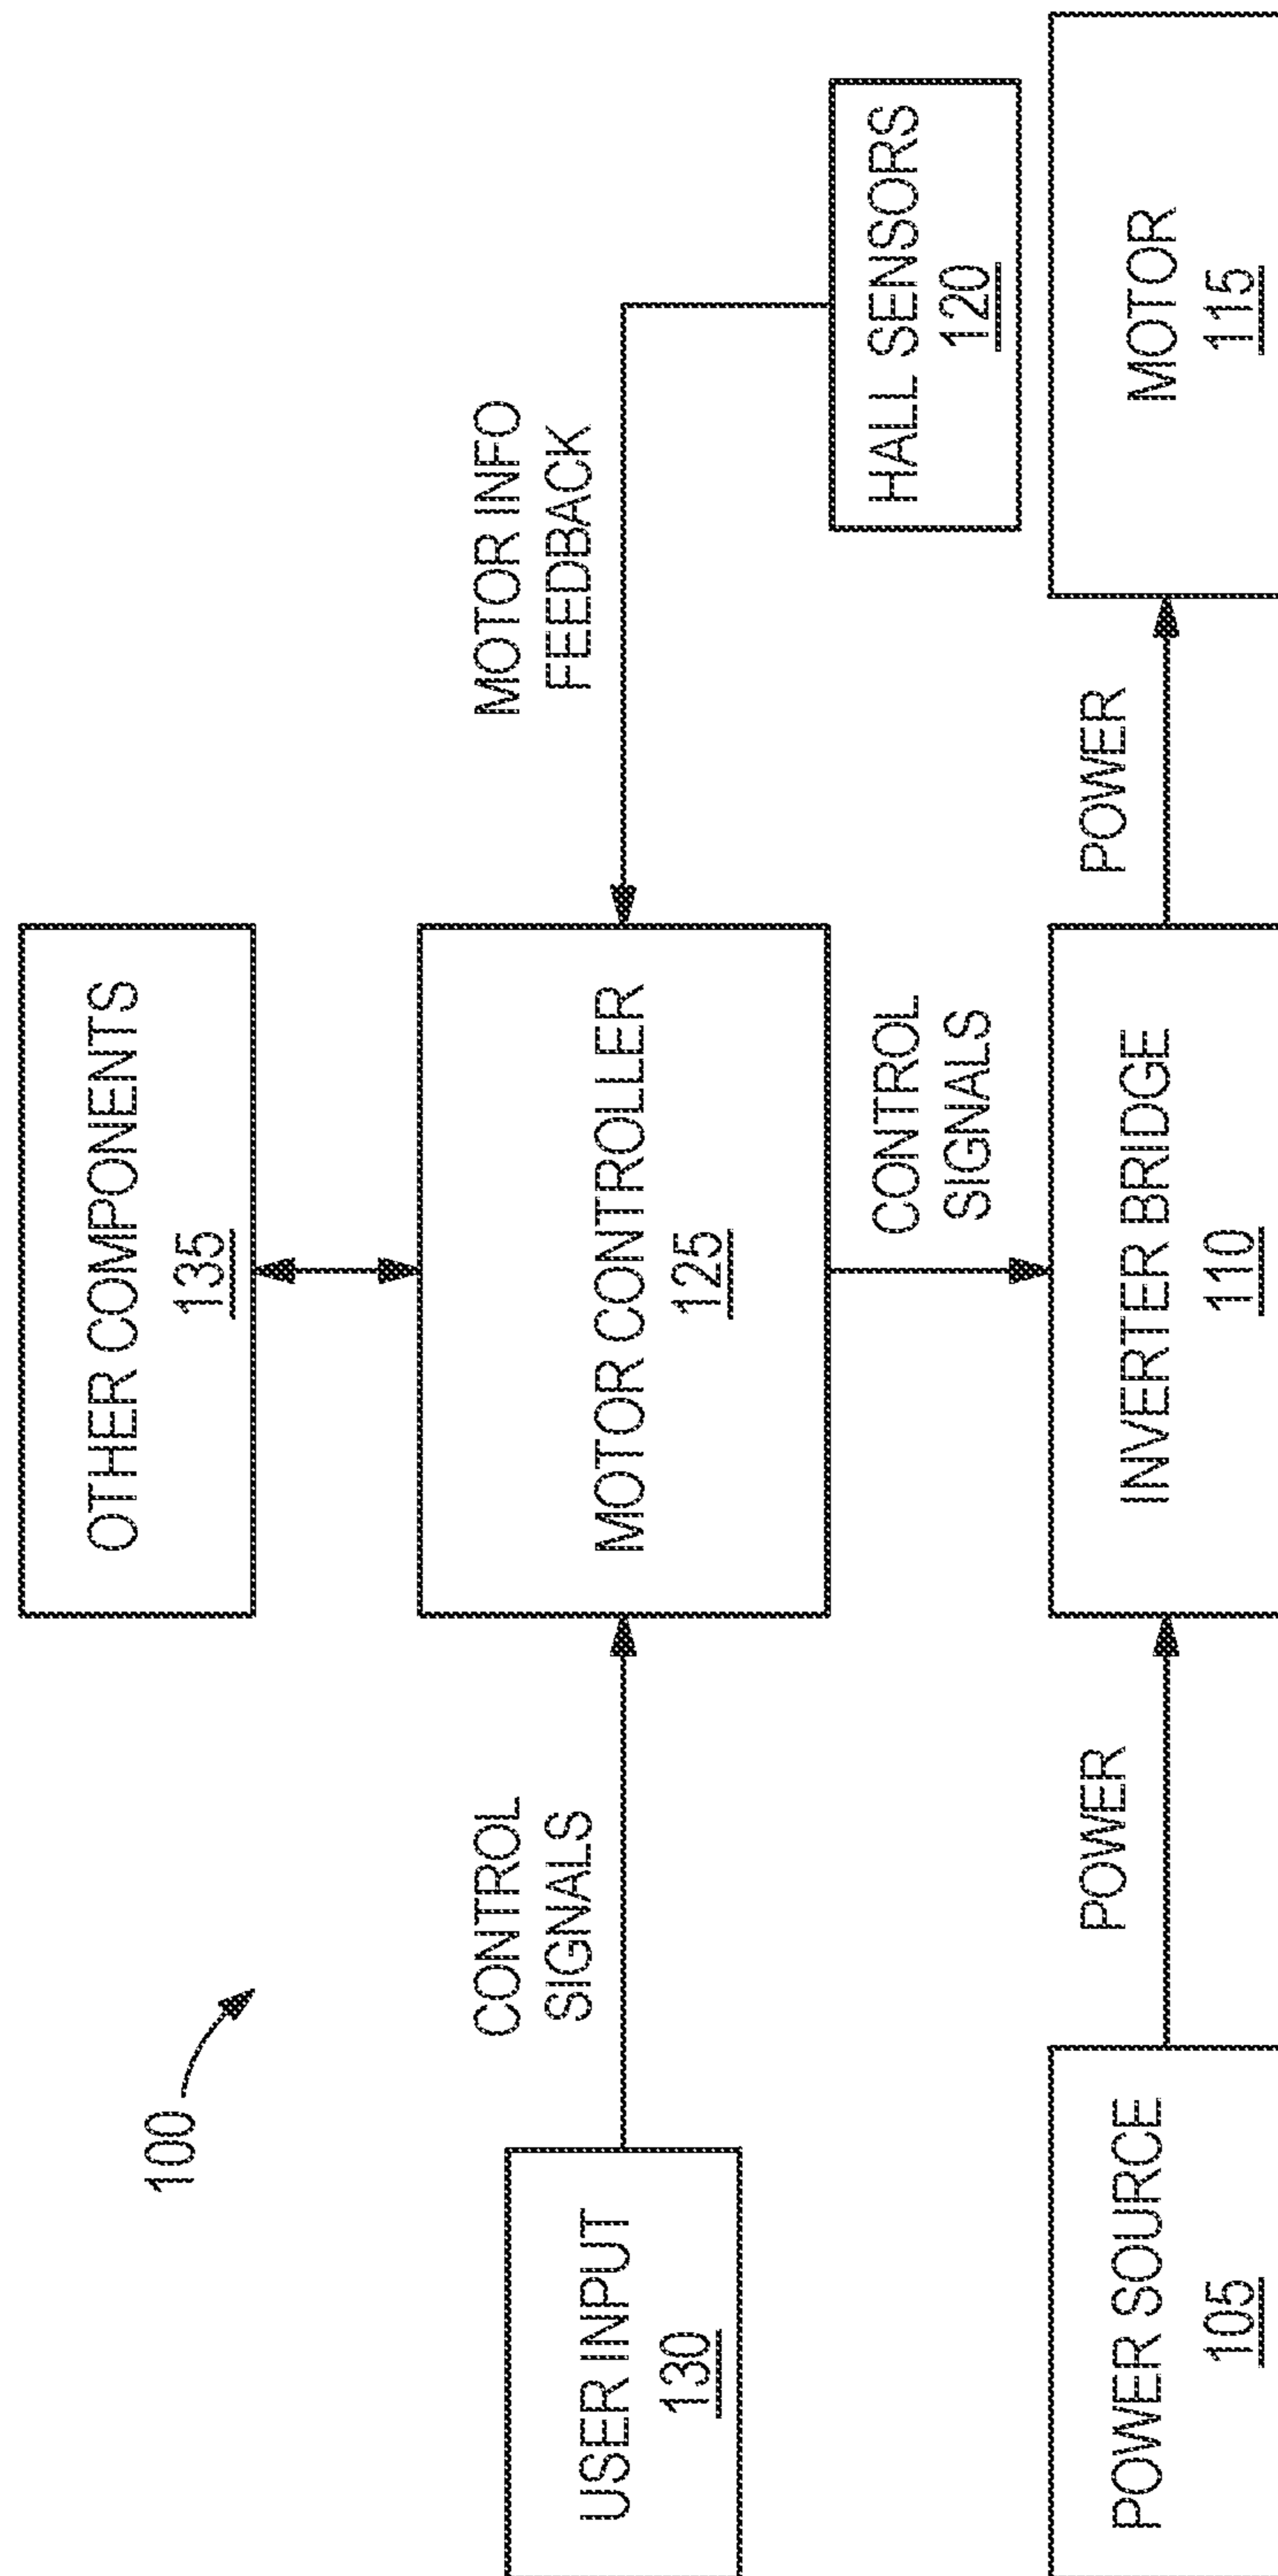 100
OTHER COMPONENTS
135
USER INPUT
130
CONTROL
SIGNALS
MOTOR CONTROLLER
125
MOTOR INFO
FEEDBACK
CONTROL
SIGNALS
HALL SENSORS
120
POWER SOURCE
105
POWER
INVERTER BRIDGE
110
POWER
MOTOR
115